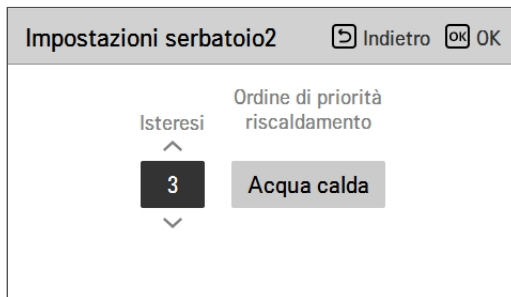 Impostazioni serbatoio2 Indietro OK OK
Ordine di priorità
Isteresi riscaldamento
3 Acqua calda